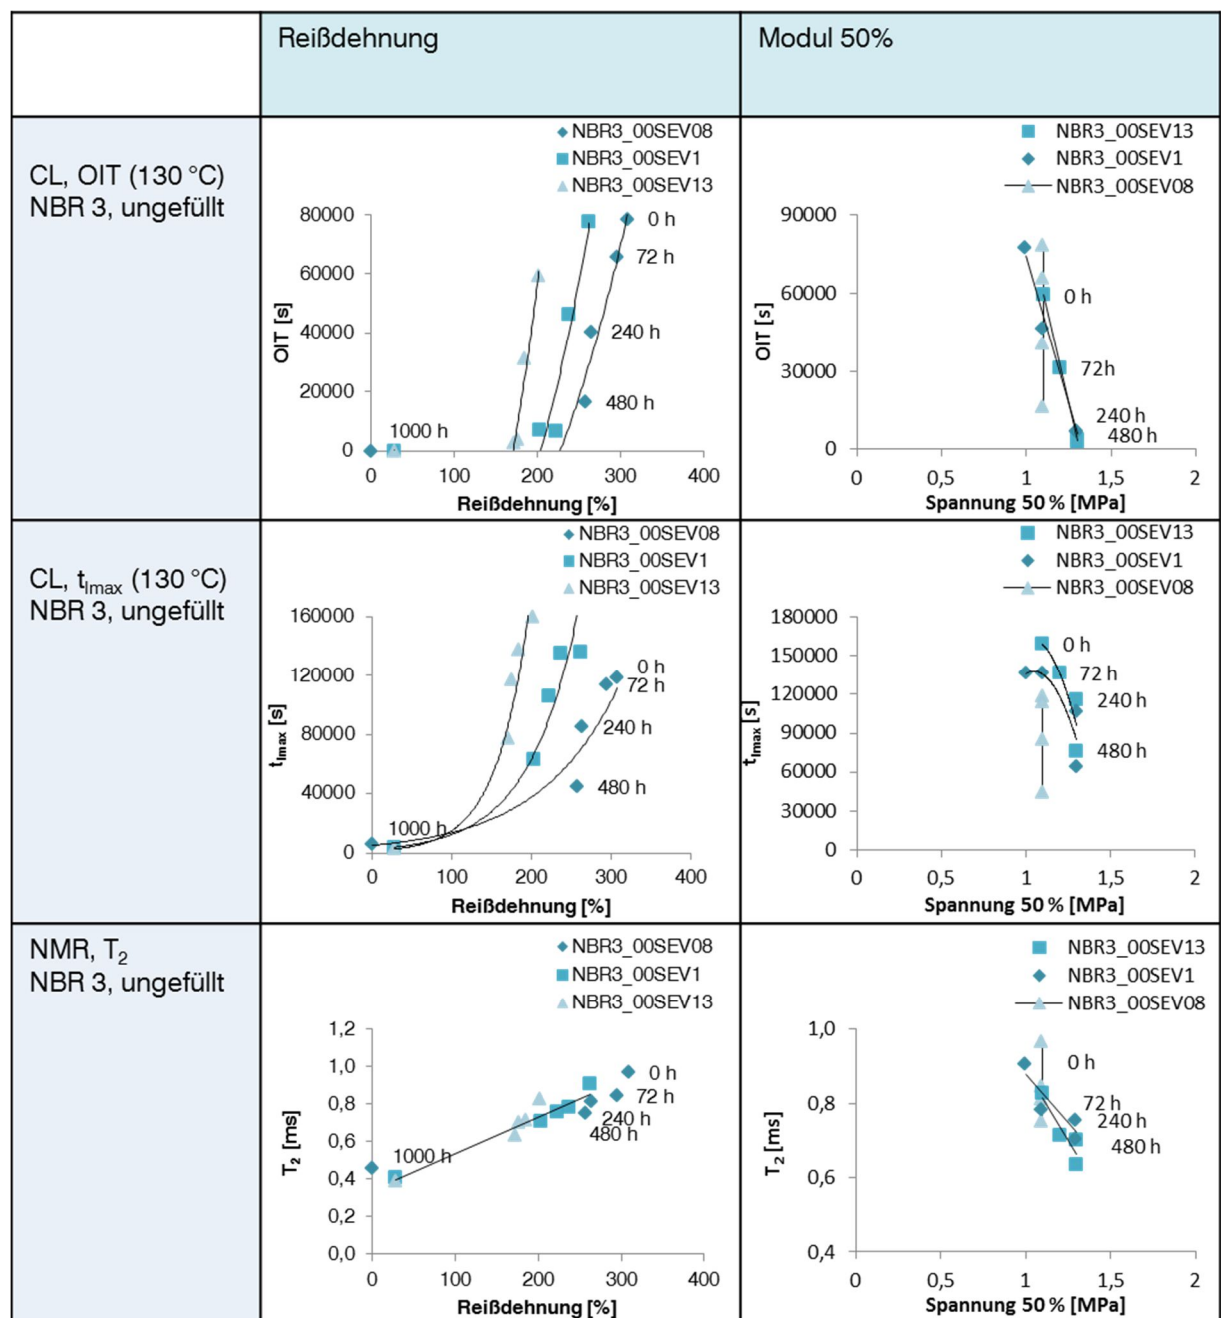 Reißdehnung
Modul 50%
CL, OIT (130 °C)
NBR 3, ungefüllt
NBR3_00SEV08
NBR3_00SEV1
NBR3_00SEV13
80000
60000
40000
20000
0
OIT [s]
0 h
72 h
240 h
480 h
1000 h
0 100 200 300 400
Reißdehnung [%]
NBR3_00SEV13
NBR3_00SEV1
NBR3_00SEV08
90000
60000
30000
0
OIT [s]
0 h
72h
240 h
480 h
0 0,5 1 1,5 2
Spannung 50 % [MPa]
CL, tImax (130 °C)
NBR 3, ungefüllt
NBR3_00SEV08
NBR3_00SEV1
NBR3_00SEV13
160000
120000
80000
40000
0
tImax [s]
0 h
72 h
240 h
480 h
1000 h
0 100 200 300 400
Reißdehnung [%]
NBR3_00SEV13
NBR3_00SEV1
NBR3_00SEV08
180000
150000
120000
90000
60000
30000
0
tImax [s]
0 h
72 h
240 h
480 h
0 0,5 1 1,5 2
Spannung 50 % [MPa]
NMR, T2
NBR 3, ungefüllt
NBR3_00SEV08
NBR3_00SEV1
NBR3_00SEV13
1,2
1,0
0,8
0,6
0,4
0,2
0,0
T2 [ms]
0 h
72 h
240 h
480 h
1000 h
0 100 200 300 400
Reißdehnung [%]
NBR3_00SEV13
NBR3_00SEV1
NBR3_00SEV08
1,0
0,8
0,6
0,4
T2 [ms]
0 h
72 h
240 h
480 h
0 0,5 1 1,5 2
Spannung 50 % [MPa]